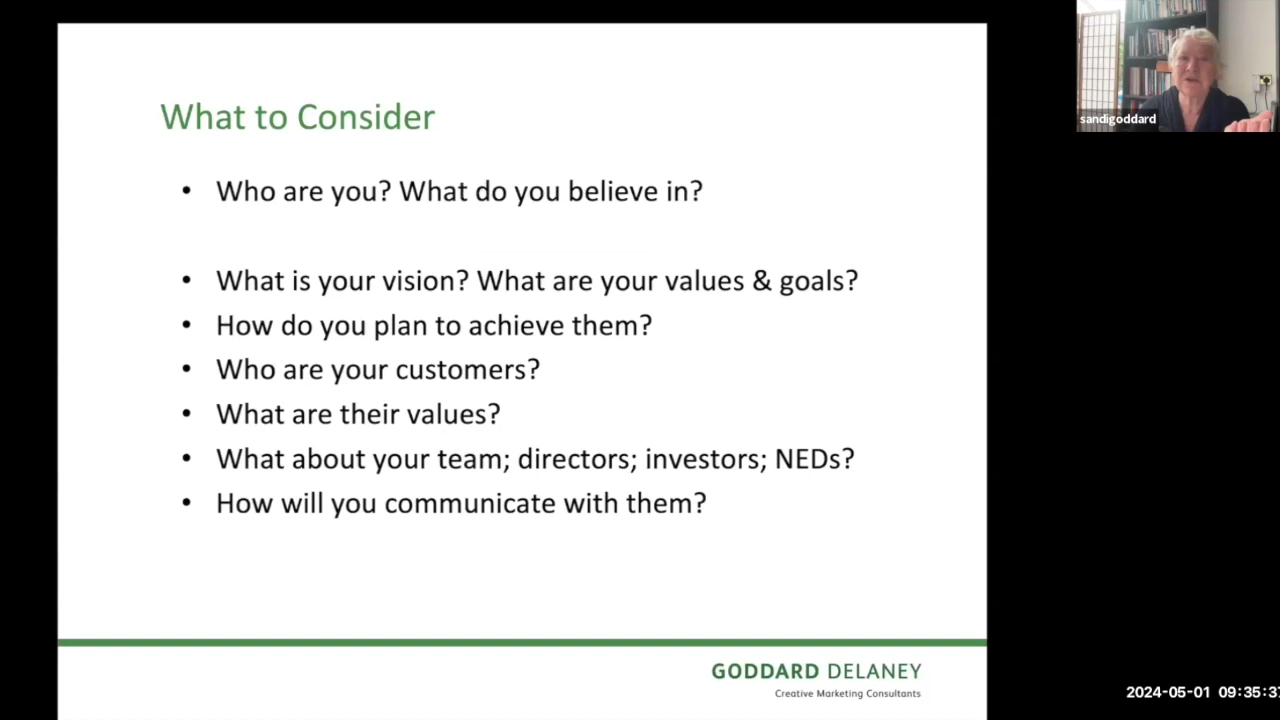 What to Consider
• Who are you? What do you believe in?
• What is your vision? What are your values & goals?
• How do you plan to achieve them?
• Who are your customers?
• What are their values?
• What about your team; directors; investors; NEDs?
• How will you communicate with them?
GODDARD DELANEY
Creative Marketing Consultants
sandigoddard
2024-05-01 09:35:37